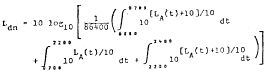 L_dn = 10 log_10 [ 1/86400 ( ∫_0^0700 10^[L_A(t)+10]/10 dt
+ ∫_0700^2200 10^L_A(t)/10 dt + ∫_2200^2400 10^[L_A(t)+10]/10 dt ) ]